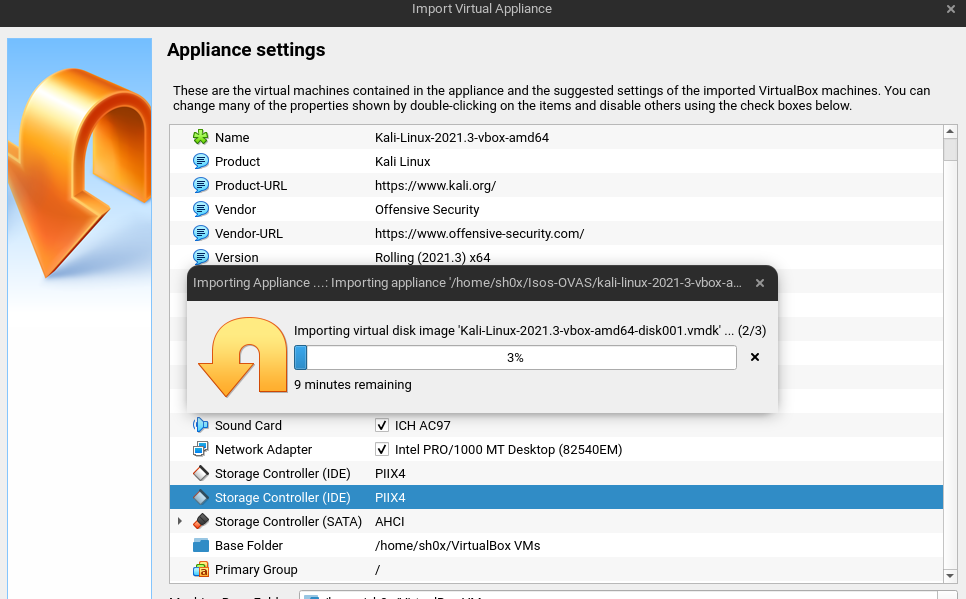 Import Virtual Appliance
Appliance settings
These are the virtual machines contained in the appliance and the suggested settings of the imported VirtualBox machines. You can
change many of the properties shown by double-clicking on the items and disable others using the check boxes below.
Name Kali-Linux-2021.3-vbox-amd64
Product Kali Linux
Product-URL https://www.kali.org/
Vendor Offensive Security
Vendor-URL https://www.offensive-security.com/
Version Rolling (2021.3) x64
Importing Appliance ...: Importing appliance '/home/sh0x/Isos-OVAS/kali-linux-2021-3-vbox-a...
Importing virtual disk image 'Kali-Linux-2021.3-vbox-amd64-disk001.vmdk' ... (2/3)
3%
9 minutes remaining
Sound Card ICH AC97
Network Adapter Intel PRO/1000 MT Desktop (82540EM)
Storage Controller (IDE) PIIX4
Storage Controller (IDE) PIIX4
Storage Controller (SATA) AHCI
Base Folder /home/sh0x/VirtualBox VMs
Primary Group /